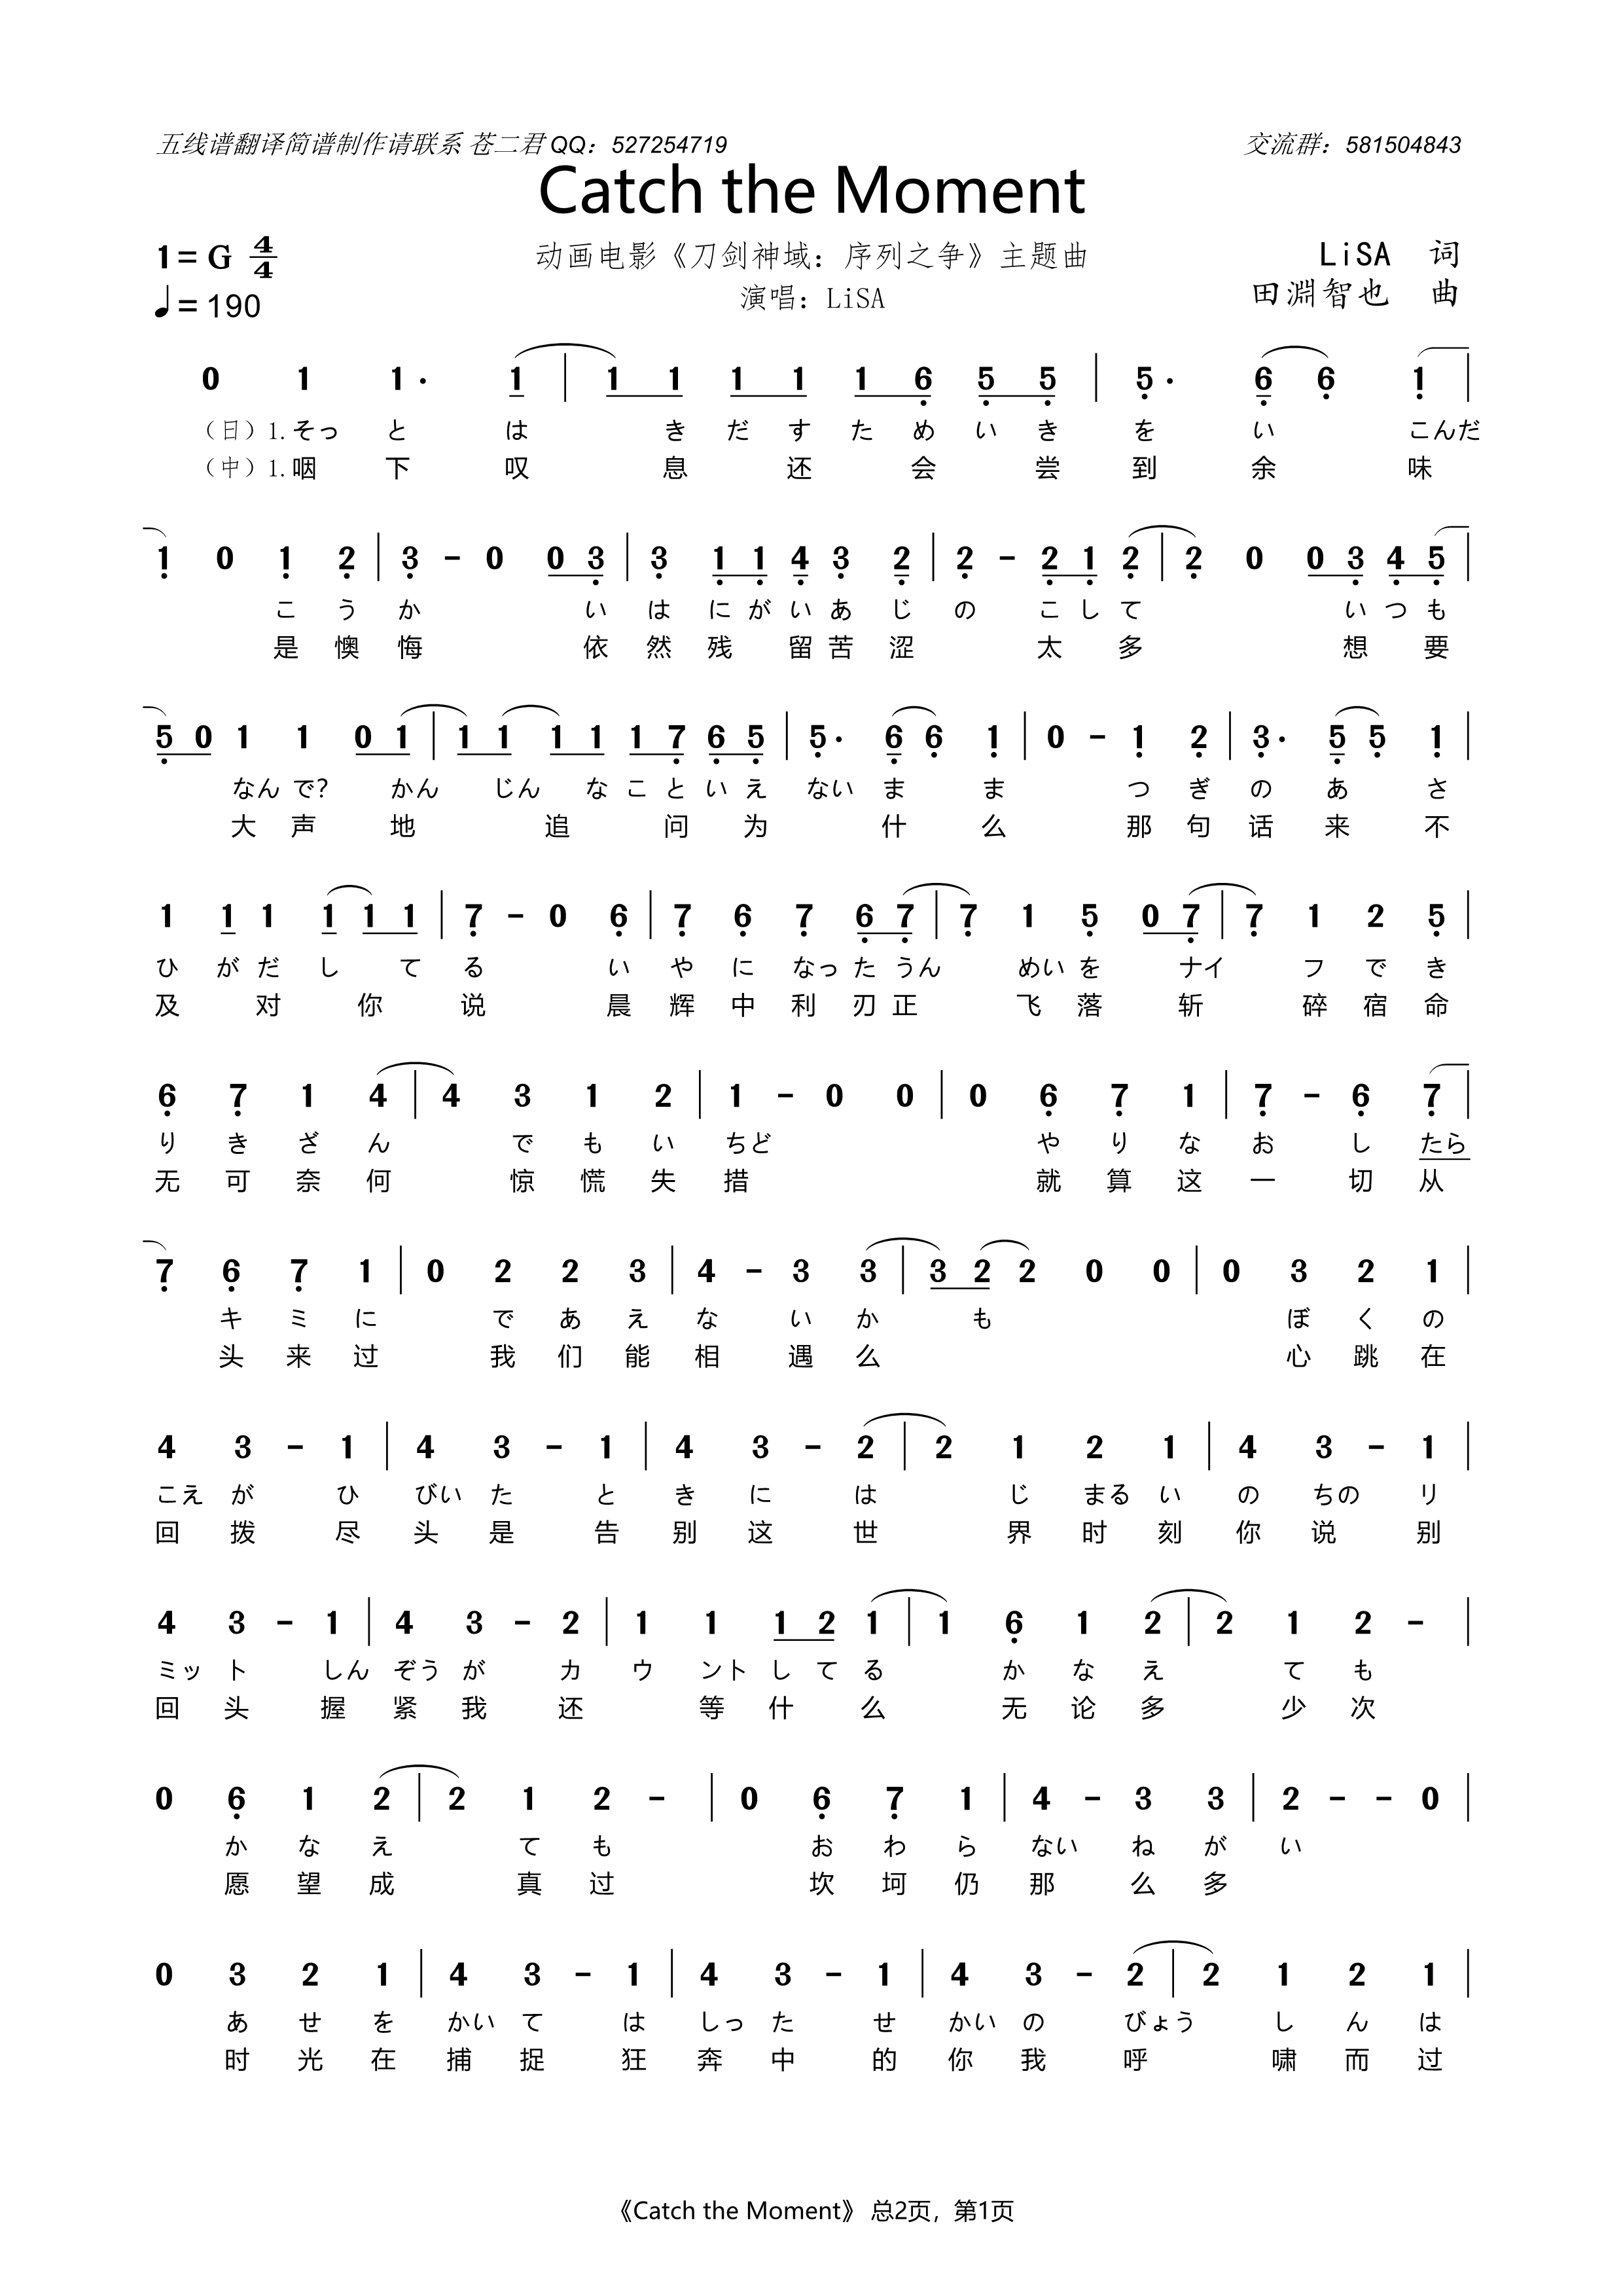 五线谱翻译简谱制作请联系 苍二君QQ：527254719 交流群：581504843
Catch the Moment
1=G 4/4 动画电影《刀剑神域：序列之争》主题曲 LiSA 词
♩=190 演唱：LiSA 田淵智也 曲
0 1 1· 1 | 1 1 1 1 1 6 5 5 | 5· 6 6 1 |
（日）1.そっ と は き だ す た め い き を い こんだ
（中）1.咽 下 叹 息 还 会 尝 到 余 味
1 0 1 2 | 3 - 0 0 3 | 3 1 1 4 3 2 | 2 - 2 1 2 | 2 0 0 3 4 5 |
こ う か い は に が い あ じ の こ し て い つ も
是 懊 悔 依 然 残 留 苦 涩 太 多 想 要
5 0 1 1 0 1 | 1 1 1 1 1 7 6 5 | 5· 6 6 1 | 0 - 1 2 | 3· 5 5 1 |
なん で？ かん じん な こ と い え ない ま ま つ ぎ の あ さ
大 声 地 追 问 为 什 么 那 句 话 来 不
1 1 1 1 1 1 | 7 - 0 6 | 7 6 7 6 7 | 7 1 5 0 7 | 7 1 2 5 |
ひ が だ し て る い や に なっ た うん めい を ナイ フ で き
及 对 你 说 晨 辉 中 利 刃 正 飞 落 斩 碎 宿 命
6 7 1 4 | 4 3 1 2 | 1 - 0 0 | 0 6 7 1 | 7 - 6 7 |
り き ざ ん で も い ちど や り な お し たら
无 可 奈 何 惊 慌 失 措 就 算 这 一 切 从
7 6 7 1 | 0 2 2 3 | 4 - 3 3 | 3 2 2 0 0 | 0 3 2 1 |
キ ミ に で あ え な い か も ぼ く の
头 来 过 我 们 能 相 遇 么 心 跳 在
4 3 - 1 | 4 3 - 1 | 4 3 - 2 | 2 1 2 1 | 4 3 - 1 |
こえ が ひ びい た と き に は じ まる い の ちの リ
回 拨 尽 头 是 告 别 这 世 界 时 刻 你 说 别
4 3 - 1 | 4 3 - 2 | 1 1 1 2 1 | 1 6 1 2 | 2 1 2 - |
ミッ ト しん ぞう が カ ウ ント し て る か な え て も
回 头 握 紧 我 还 等 什 么 无 论 多 少 次
0 6 1 2 | 2 1 2 - | 0 6 7 1 | 4 - 3 3 | 2 - - 0 |
か な え て も お わ ら ない ね が い
愿 望 成 真 过 坎 坷 仍 那 么 多
0 3 2 1 | 4 3 - 1 | 4 3 - 1 | 4 3 - 2 | 2 1 2 1 |
あ せ を かい て は しっ た せ かい の びょう し ん は
时 光 在 捕 捉 狂 奔 中 的 你 我 呼 啸 而 过
《Catch the Moment》 总2页，第1页